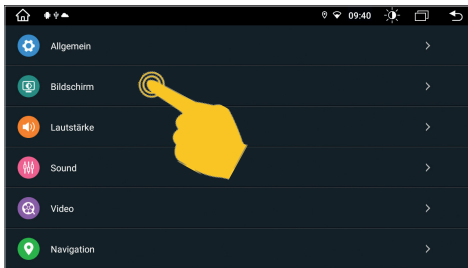 09:40
Allgemein
Bildschirm
Lautstärke
Sound
Video
Navigation